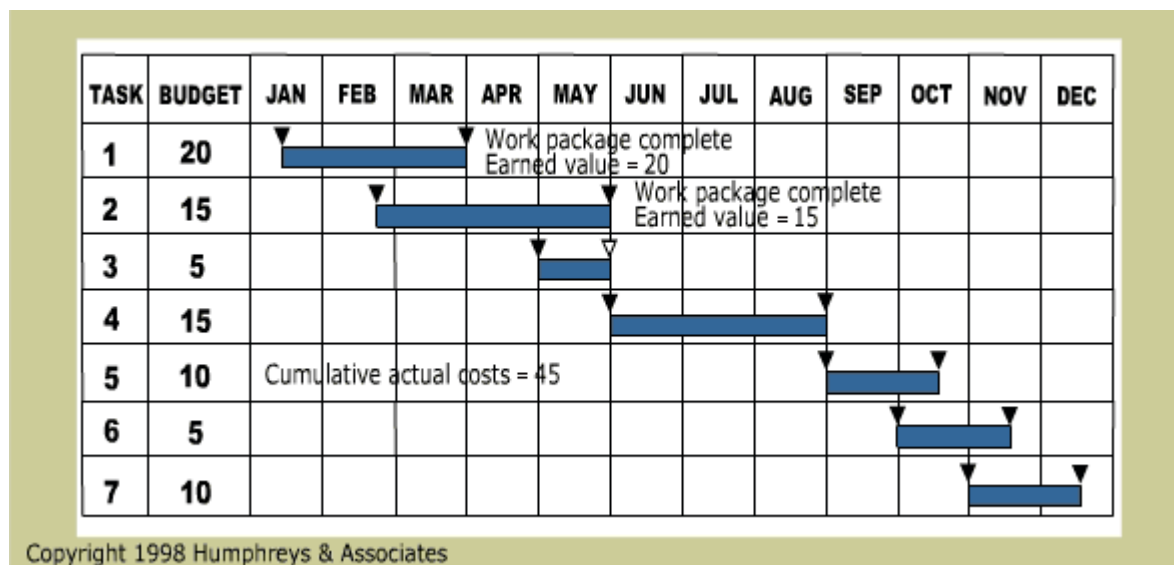 TASK BUDGET JAN FEB MAR APR MAY JUN JUL AUG SEP OCT NOV DEC
1 20 Work package complete
Earned value = 20
2 15 Work package complete
Earned value = 15
3 5
4 15
5 10 Cumulative actual costs = 45
6 5
7 10
Copyright 1998 Humphreys & Associates